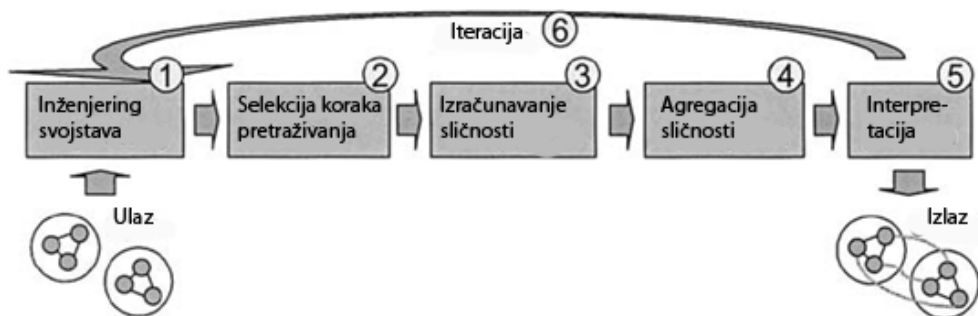 Iteracija 6
1
Inženjering
svojstava
2
Selekcija koraka
pretraživanja
3
Izračunavanje
sličnosti
4
Agregacija
sličnosti
5
Interpre-
tacija
Ulaz
Izlaz